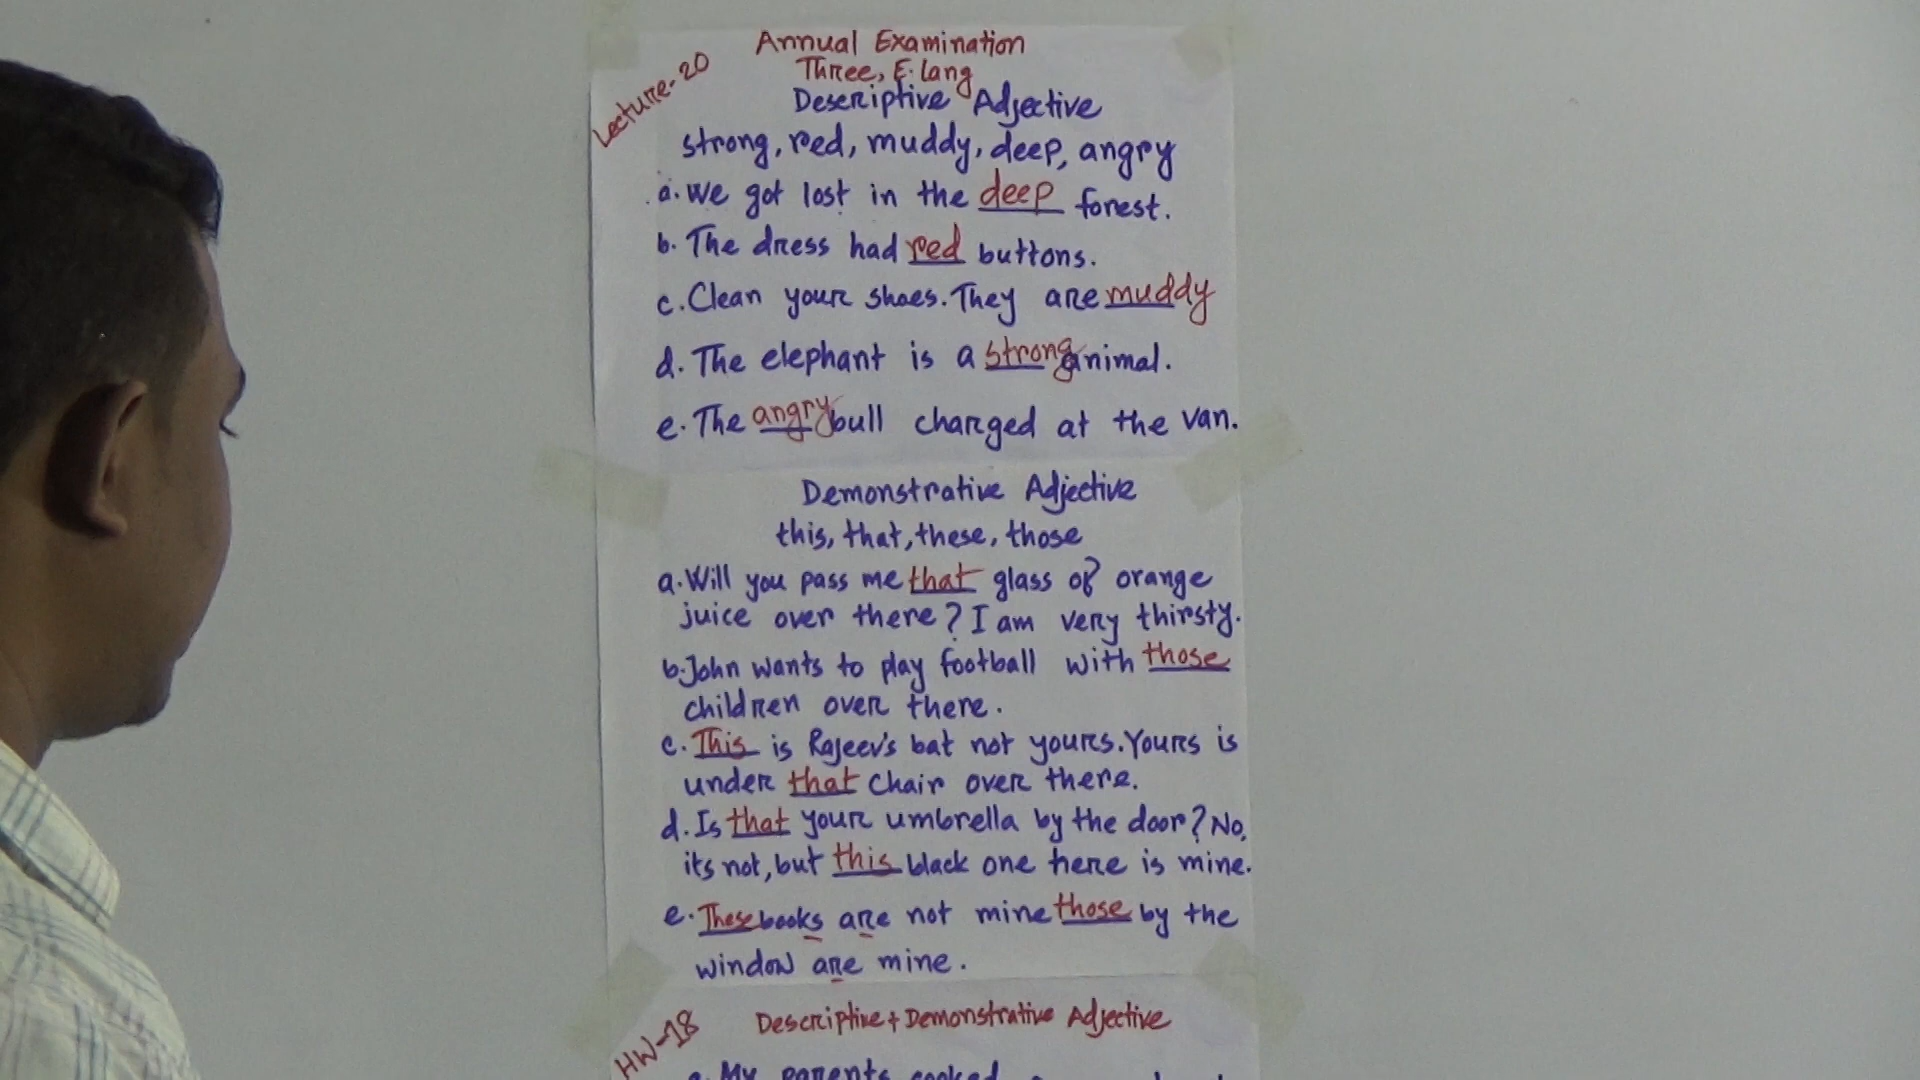 Lecture-20
Annual Examination
Three, E. lang
Descriptive Adjective
strong, red, muddy, deep, angry
a. We got lost in the deep forest.
b. The dress had red buttons.
c. Clean your shoes. They are muddy
d. The elephant is a strong animal.
e. The angry bull charged at the van.
Demonstrative Adjective
this, that, these, those
a. Will you pass me that glass of orange
juice over there? I am very thirsty.
b. John wants to play football with those
children over there.
c. This is Rajeev's bat not yours. Yours is
under that chair over there.
d. Is that your umbrella by the door? No,
its not, but this black one here is mine.
e. These books are not mine those by the
window are mine.
HW-18
Descriptive + Demonstrative Adjective
a. My parents cooked